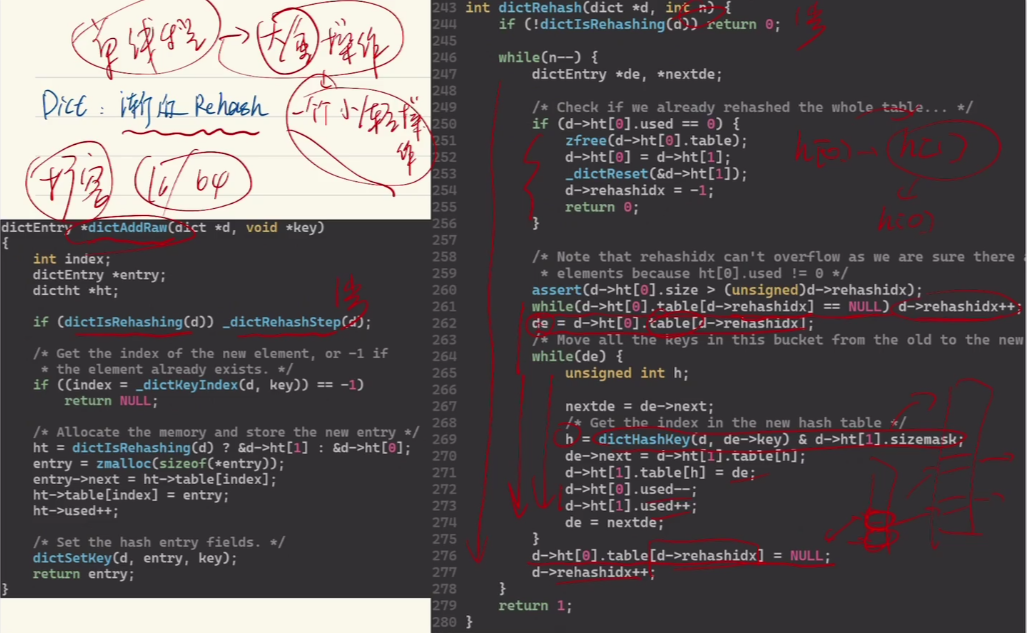 单线程 → 大 操作
Dict: 渐进 Rehash
一个小 操作
扩容 16/64
dictEntry *dictAddRaw(dict *d, void *key)
{
    int index;
    dictEntry *entry;
    dictht *ht;

    if (dictIsRehashing(d)) _dictRehashStep(d);

    /* Get the index of the new element, or -1 if
     * the element already exists. */
    if ((index = _dictKeyIndex(d, key)) == -1)
        return NULL;

    /* Allocate the memory and store the new entry */
    ht = dictIsRehashing(d) ? &d->ht[1] : &d->ht[0];
    entry = zmalloc(sizeof(*entry));
    entry->next = ht->table[index];
    ht->table[index] = entry;
    ht->used++;

    /* Set the hash entry fields. */
    dictSetKey(d, entry, key);
    return entry;
}
243 int dictRehash(dict *d, int n) {
244     if (!dictIsRehashing(d)) return 0;
245
246     while(n--) {
247         dictEntry *de, *nextde;
248
249         /* Check if we already rehashed the whole table... */
250         if (d->ht[0].used == 0) {
251             zfree(d->ht[0].table);
252             d->ht[0] = d->ht[1];
253             _dictReset(&d->ht[1]);
254             d->rehashidx = -1;
255             return 0;
256         }
257
258         /* Note that rehashidx can't overflow as we are sure there a
259          * elements because ht[0].used != 0 */
260         assert(d->ht[0].size > (unsigned)d->rehashidx);
261         while(d->ht[0].table[d->rehashidx] == NULL) d->rehashidx++;
262         de = d->ht[0].table[d->rehashidx];
263         /* Move all the keys in this bucket from the old to the new
264         while(de) {
265             unsigned int h;
266
267             nextde = de->next;
268             /* Get the index in the new hash table */
269             h = dictHashKey(d, de->key) & d->ht[1].sizemask;
270             de->next = d->ht[1].table[h];
271             d->ht[1].table[h] = de;
272             d->ht[0].used--;
273             d->ht[1].used++;
274             de = nextde;
275         }
276         d->ht[0].table[d->rehashidx] = NULL;
277         d->rehashidx++;
278     }
279     return 1;
280 }
h[0] -- h[1]
h[0]